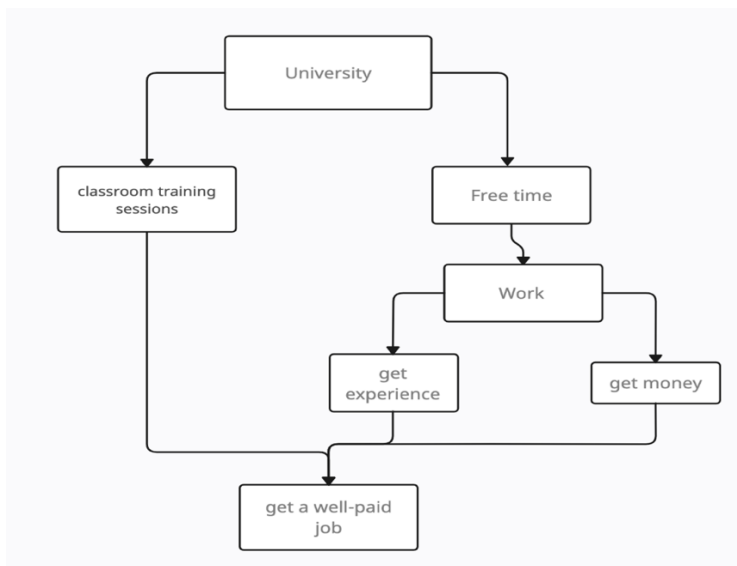 University
classroom training
sessions
Free time
Work
get
experience
get money
get a well-paid
job